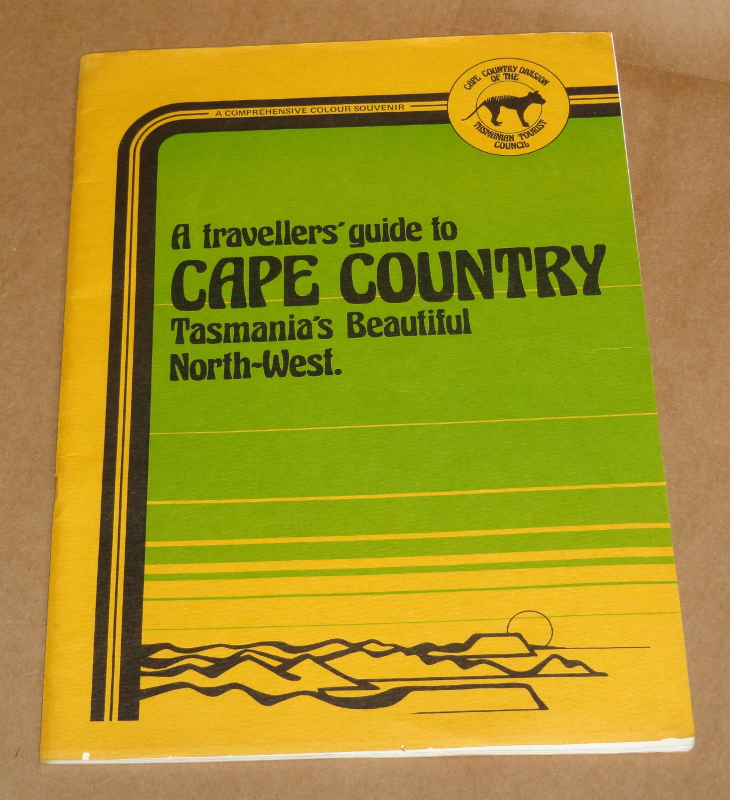 A COMPREHENSIVE COLOUR SOUVENIR
CAPE COUNTRY DIVISION
OF THE
TASMANIAN TOURIST
COUNCIL
A travellers' guide to
CAPE COUNTRY
Tasmania's Beautiful
North-West.